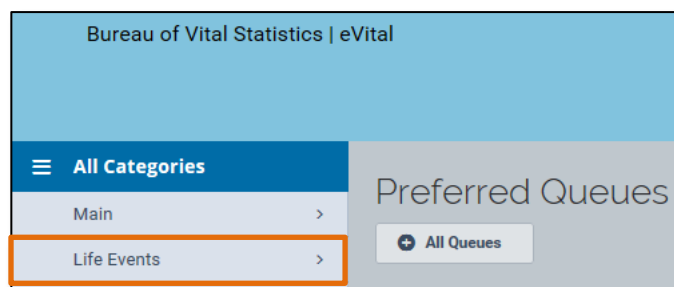 Bureau of Vital Statistics | eVital
All Categories
Main
Life Events
Preferred Queues
All Queues